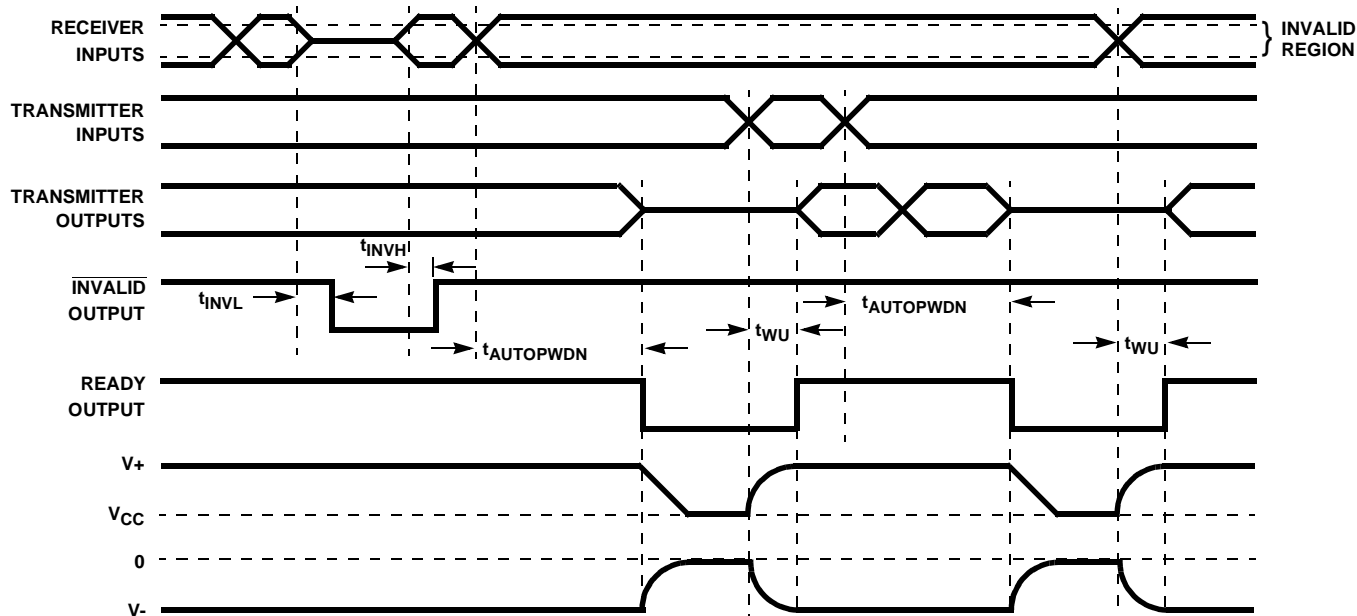 RECEIVER
INPUTS
} INVALID
REGION
TRANSMITTER
INPUTS
TRANSMITTER
OUTPUTS
tINVH
INVALID
OUTPUT
tINVL
tAUTOPWDN
tWU
tAUTOPWDN
tWU
READY
OUTPUT
V+
VCC
0
V-